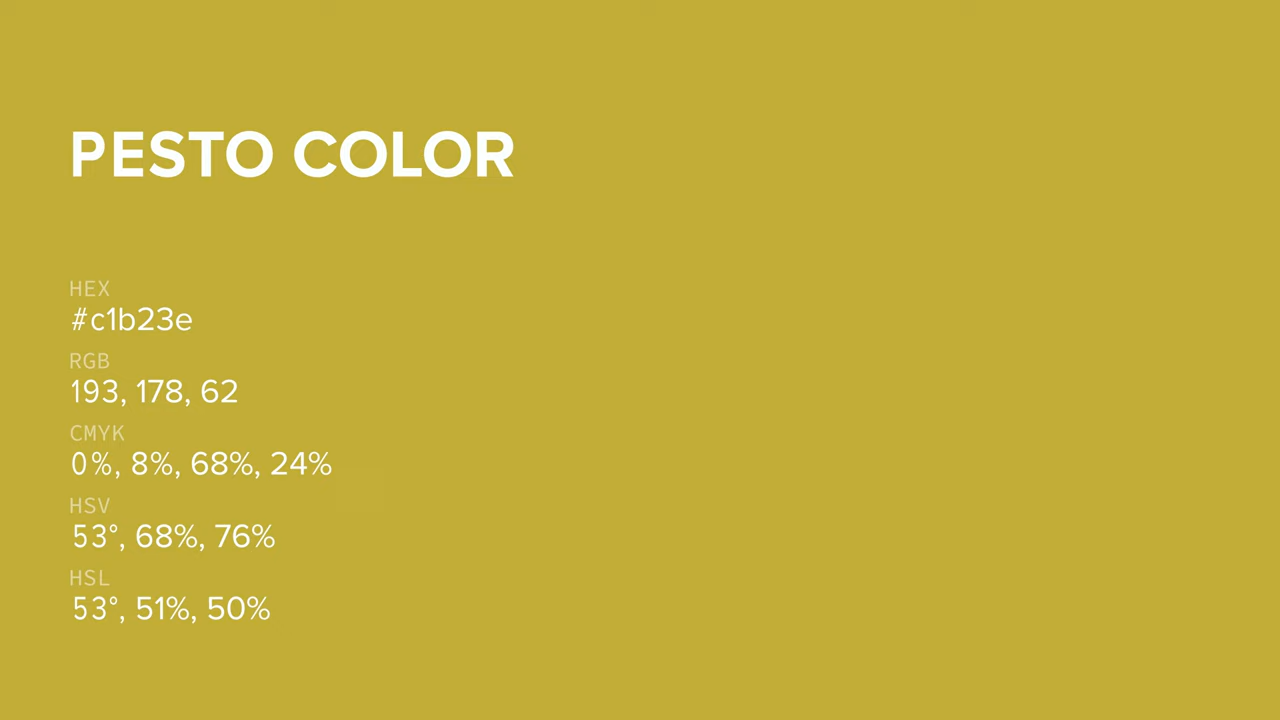 PESTO COLOR
HEX
#c1b23e
RGB
193, 178, 62
CMYK
0%, 8%, 68%, 24%
HSV
53°, 68%, 76%
HSL
53°, 51%, 50%